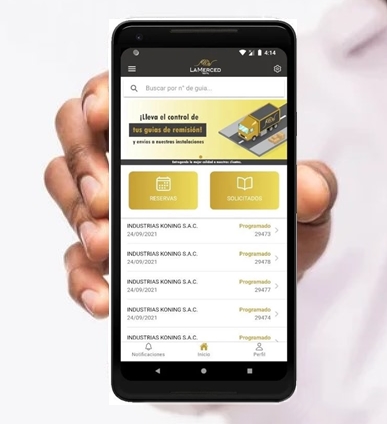 4:14
LA MERCED
Buscar por n° de guia...
¡Lleva el control de
tus guías de remisión!
y envíos a nuestras instalaciones
Entregando la mejor calidad a nuestros clientes.
RESERVAS
SOLICITADOS
INDUSTRIAS KONING S.A.C. Programado
24/09/2021 29473
INDUSTRIAS KONING S.A.C. Programado
24/09/2021 29478
INDUSTRIAS KONING S.A.C. Programado
24/09/2021 29477
INDUSTRIAS KONING S.A.C. Programado
24/09/2021 29474
INDUSTRIAS KONING S.A.C. Programado
Notificaciones Inicio Perfil